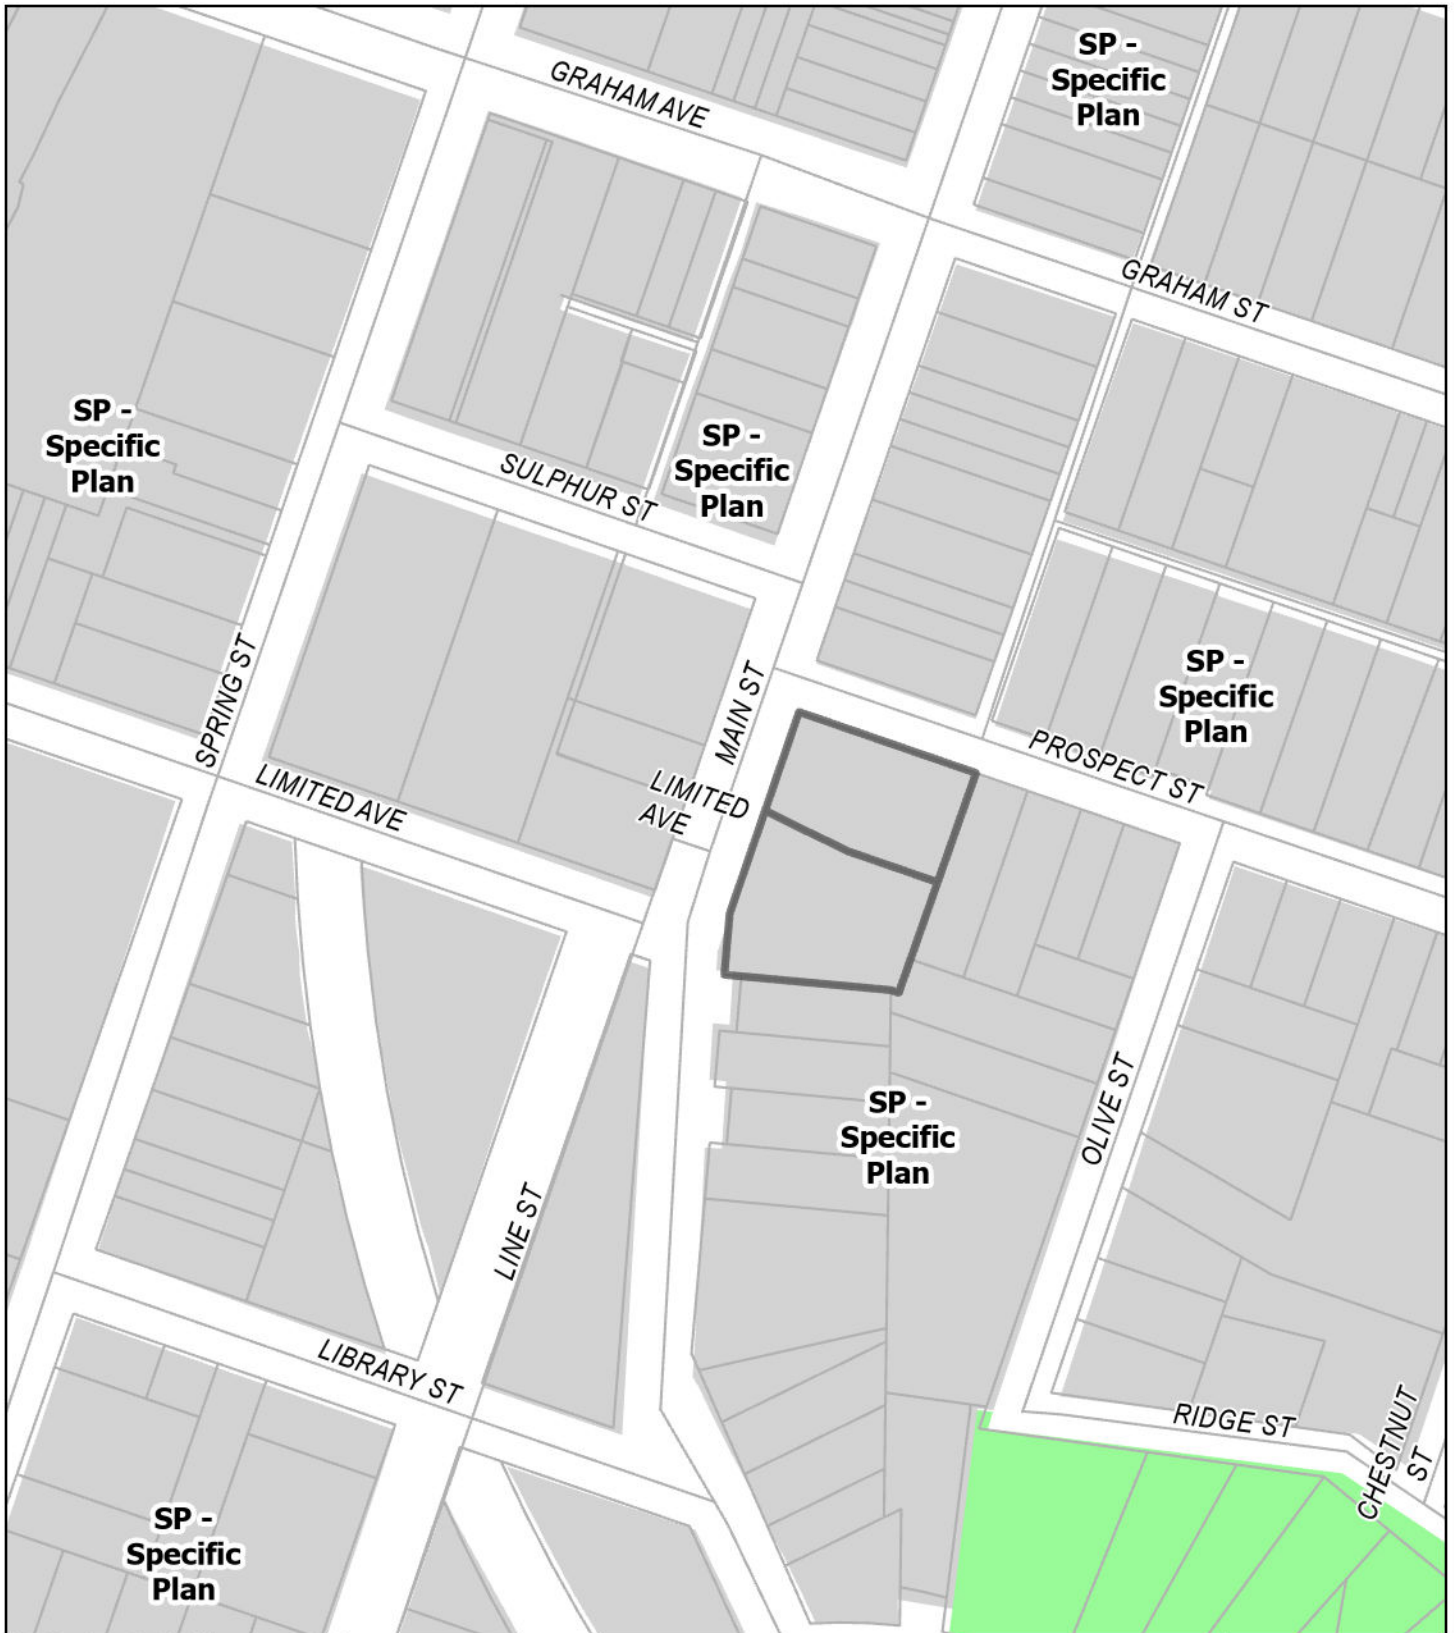 SP -
Specific
Plan
GRAHAM AVE
GRAHAM ST
SP -
Specific
Plan
SP -
Specific
Plan
SULPHUR ST
SPRING ST
MAIN ST
SP -
Specific
Plan
PROSPECT ST
LIMITED AVE
LIMITED
AVE
OLIVE ST
SP -
Specific
Plan
LINE ST
LIBRARY ST
RIDGE ST
CHESTNUT
ST
SP -
Specific
Plan